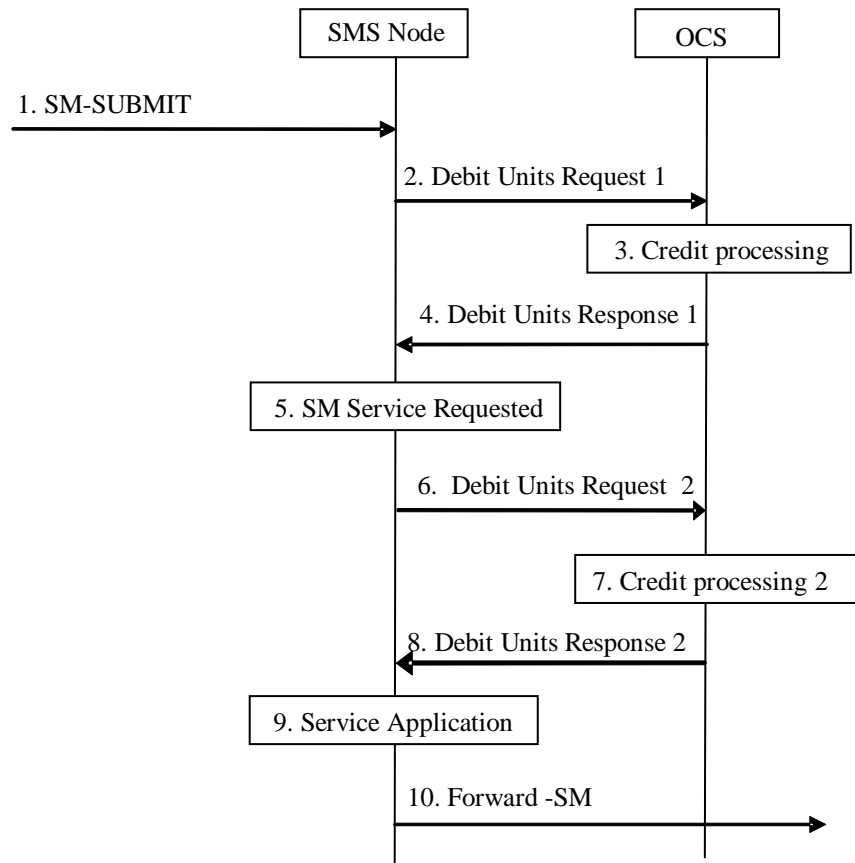 SMS Node
OCS
1. SM-SUBMIT
2. Debit Units Request 1
3. Credit processing
4. Debit Units Response 1
5. SM Service Requested
6. Debit Units Request 2
7. Credit processing 2
8. Debit Units Response 2
9. Service Application
10. Forward -SM